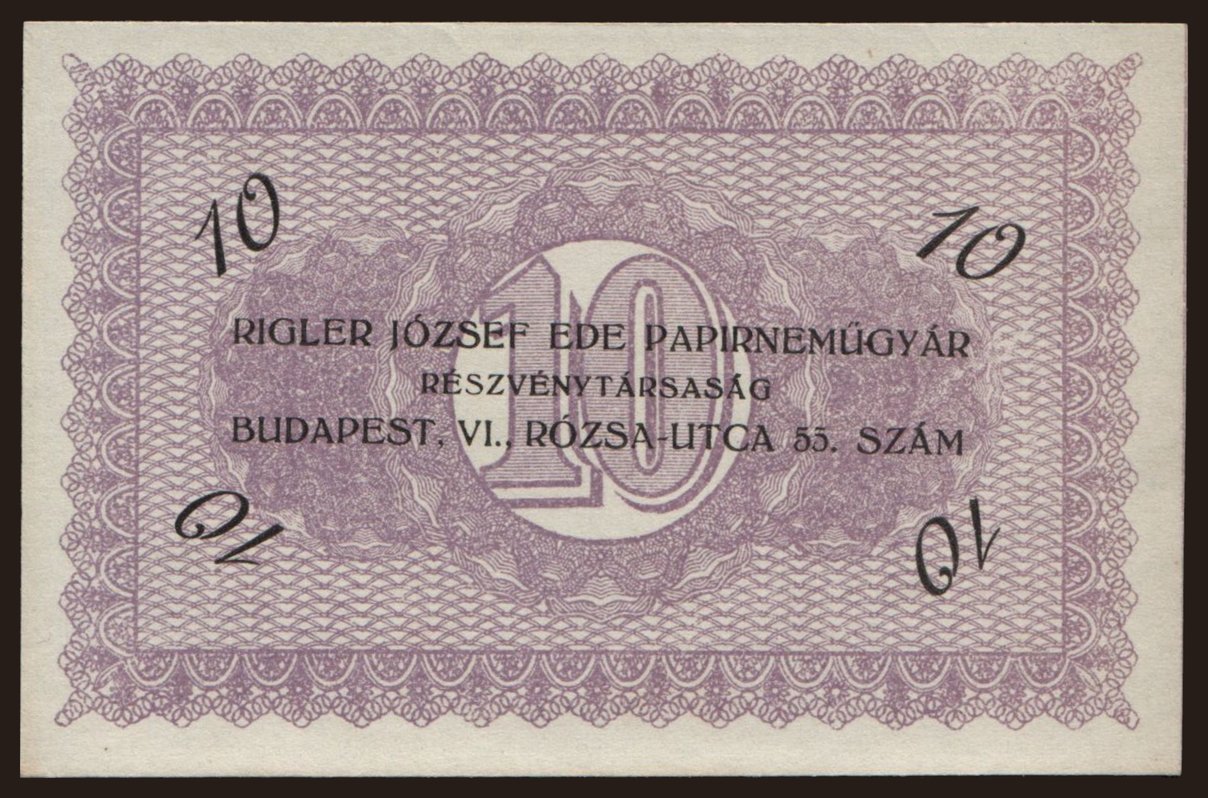 10 10
10
RIGLER JÓZSEF EDE PAPIRNEMŰGYÁR
RÉSZVÉNYTÁRSASÁG
BUDAPEST, VI., RÓZSA-UTCA 55. SZÁM
10 10